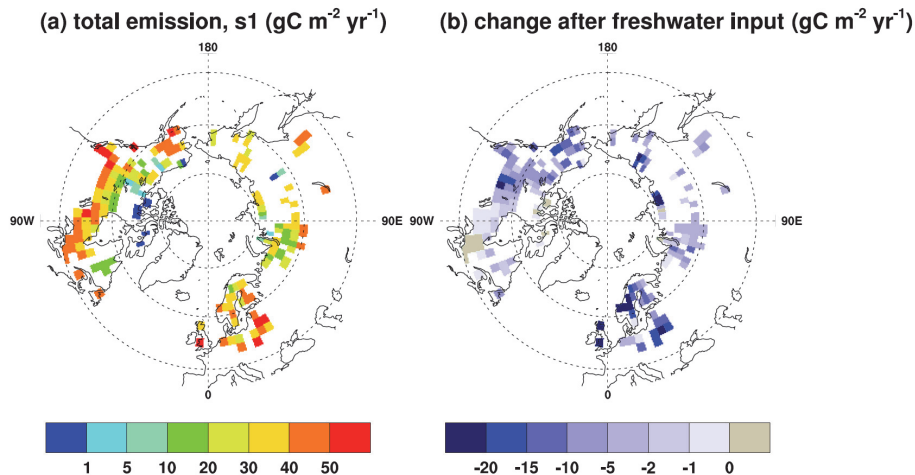 (a) total emission, s1 (gC m-2 yr-1)
180
90W
0
1 5 10 20 30 40 50
(b) change after freshwater input (gC m-2 yr-1)
180
90W
90E
0
-20 -15 -10 -5 -2 -1 0
90E